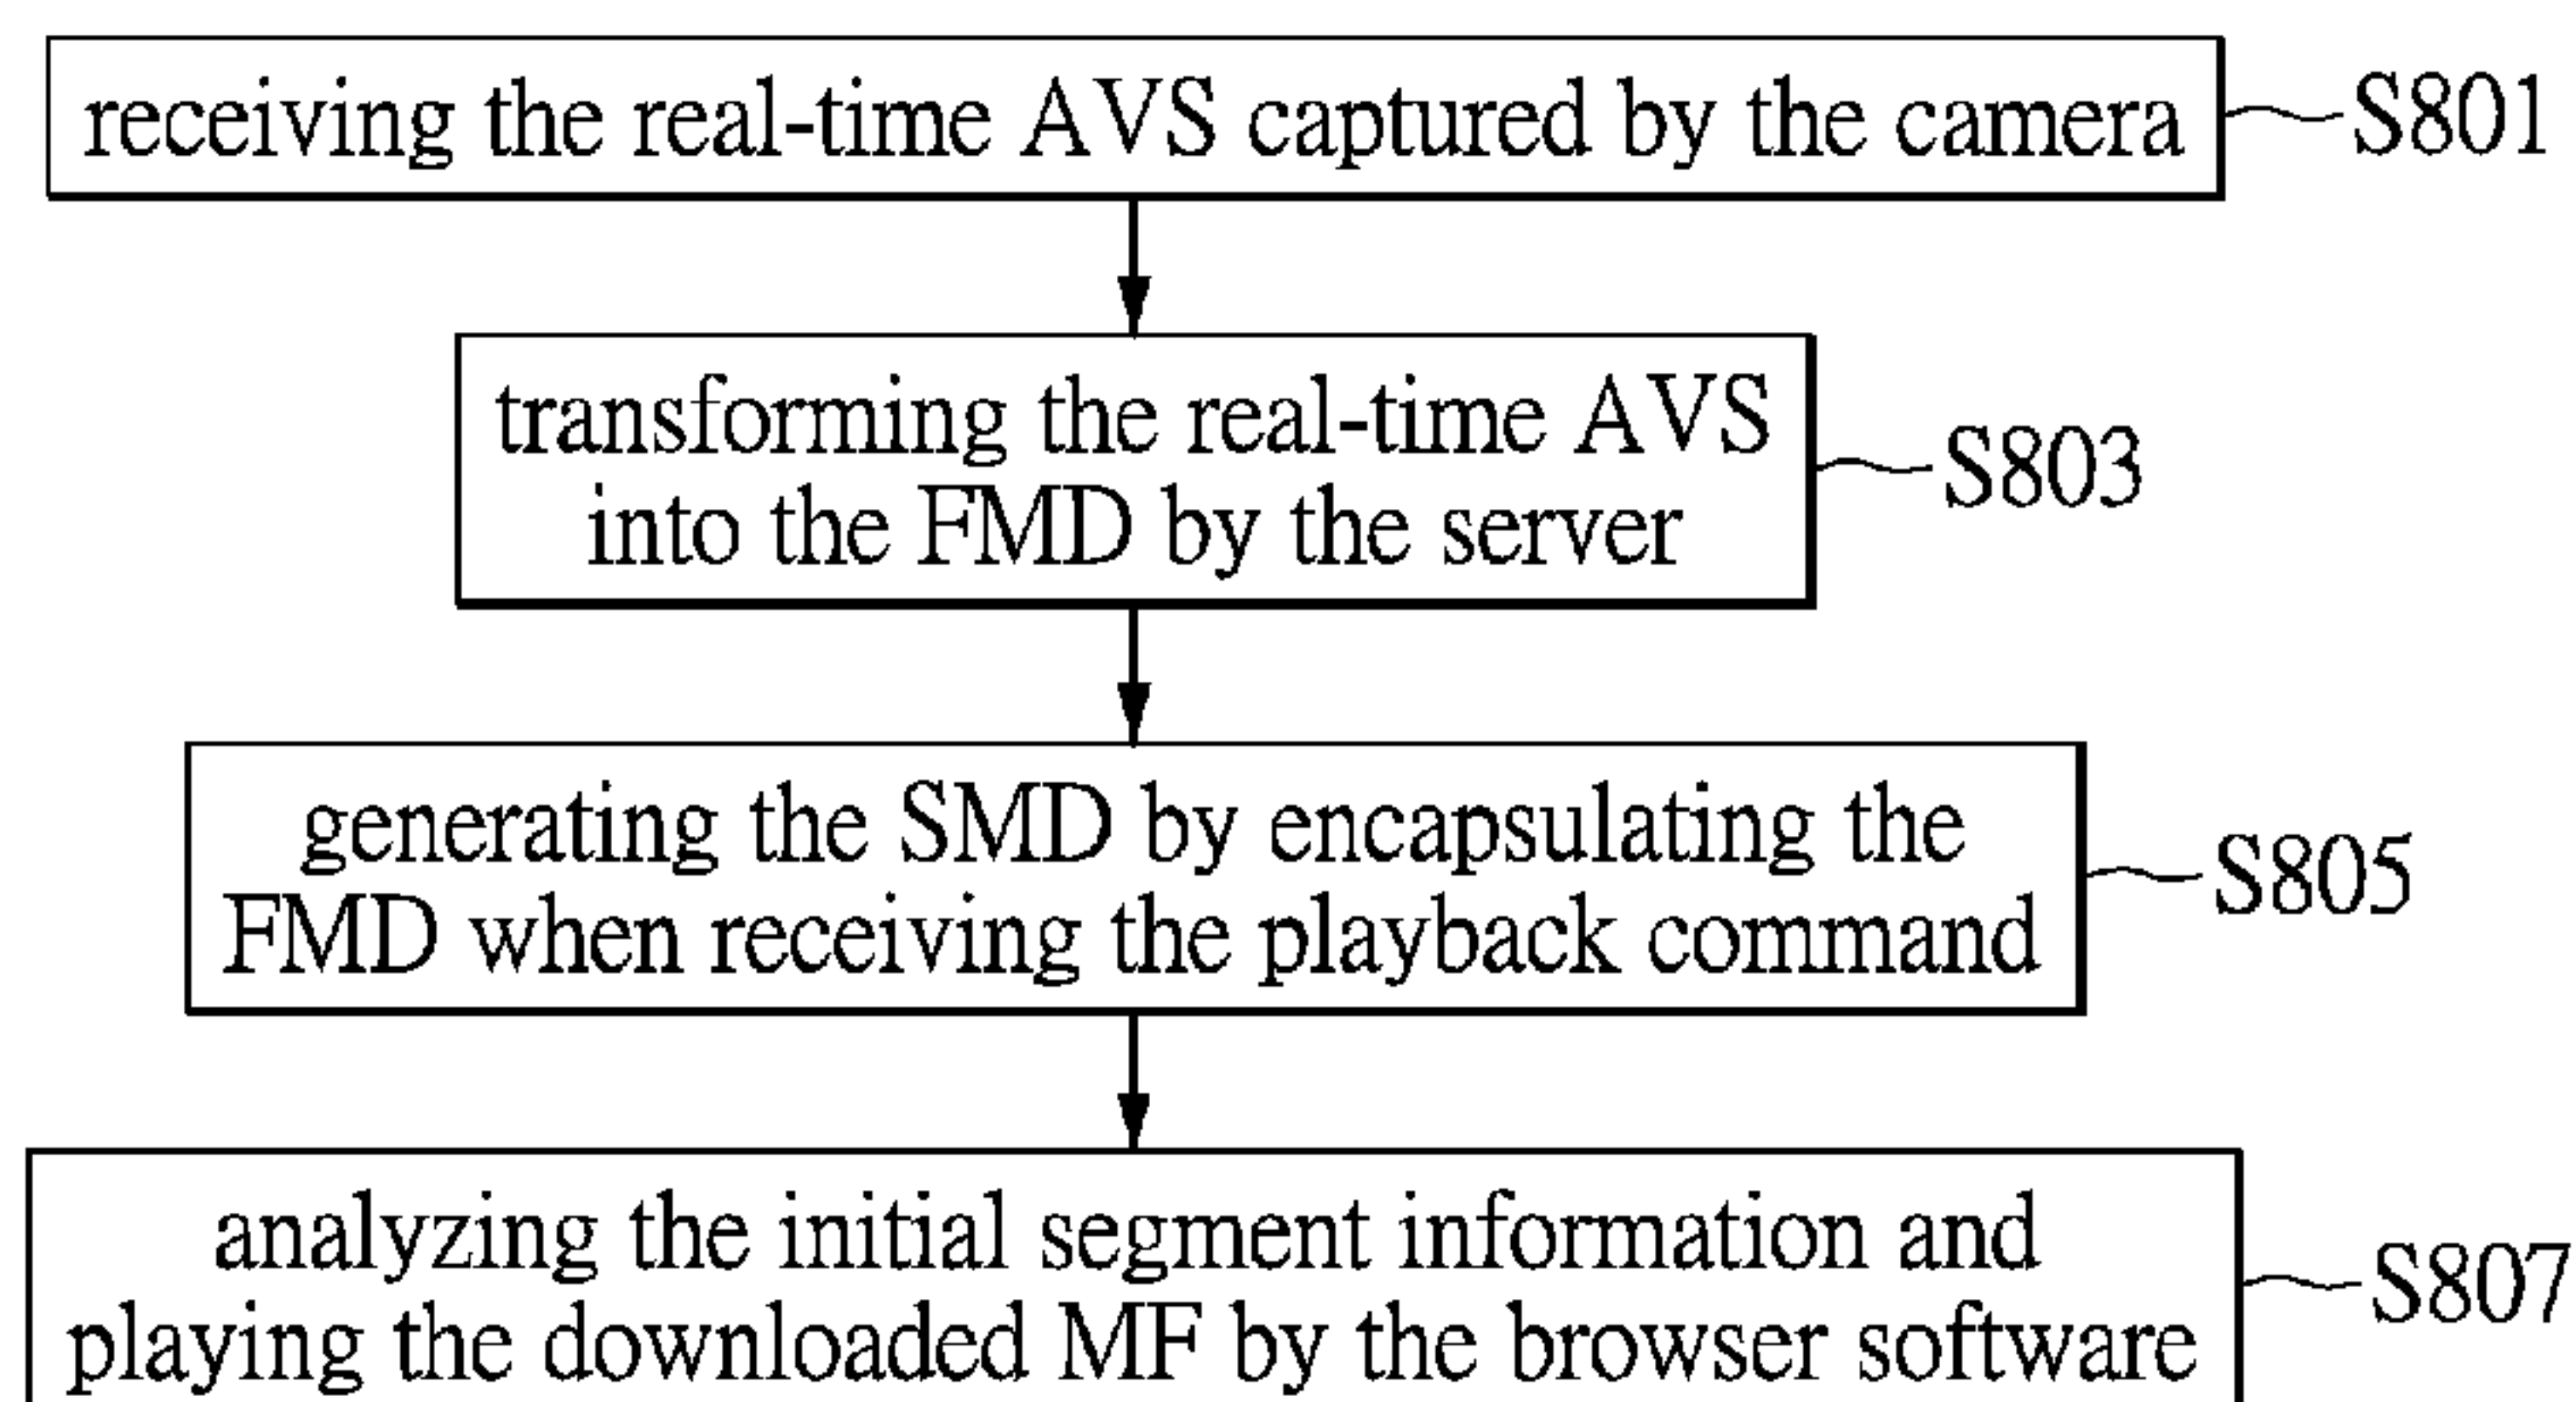 receiving the real-time AVS captured by the camera
S801
transforming the real-time AVS
into the FMD by the server
S803
generating the SMD by encapsulating the
FMD when receiving the playback command
S805
analyzing the initial segment information and
playing the downloaded MF by the browser software
S807